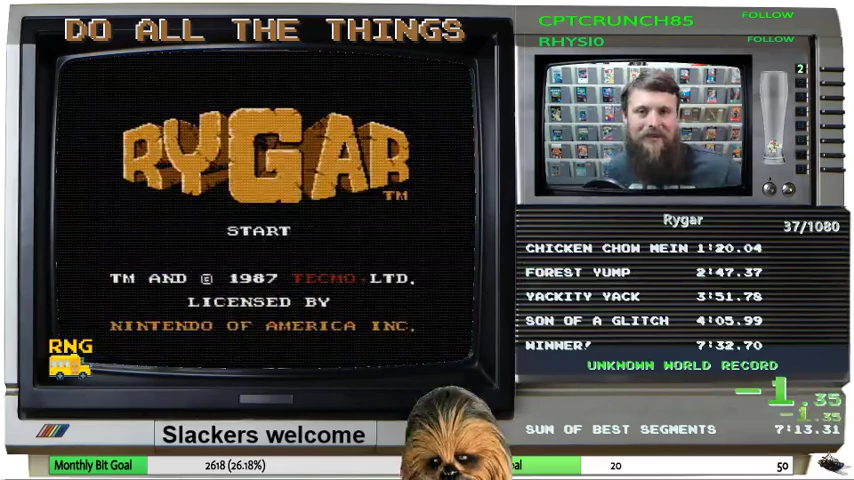 DO ALL THE THINGS
CPTCRUNCH85 FOLLOW
RHYSI0 FOLLOW
2
RYGAR
TM
START
TM AND © 1987 TECMO,LTD.
LICENSED BY
NINTENDO OF AMERICA INC.
RNG
Rygar 37/1080
CHICKEN CHOW MEIN 1:20.04
FOREST YUMP 2:47.37
YACKITY YACK 3:51.78
SON OF A GLITCH 4:05.99
WINNER! 7:32.70
UNKNOWN WORLD RECORD
-1.35
-1.35
SUM OF BEST SEGMENTS 7:13.31
Slackers welcome
Monthly Bit Goal 2618 (26.18%) 20 50